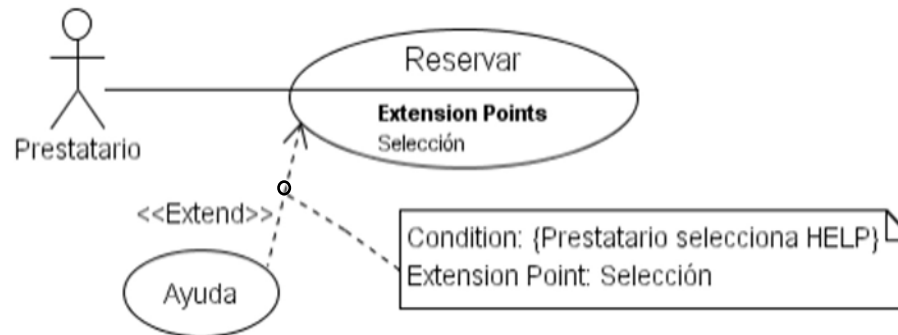 Reservar
Extension Points
Selección
Prestatario
<<Extend>>
Condition: {Prestatario selecciona HELP}
Extension Point: Selección
Ayuda